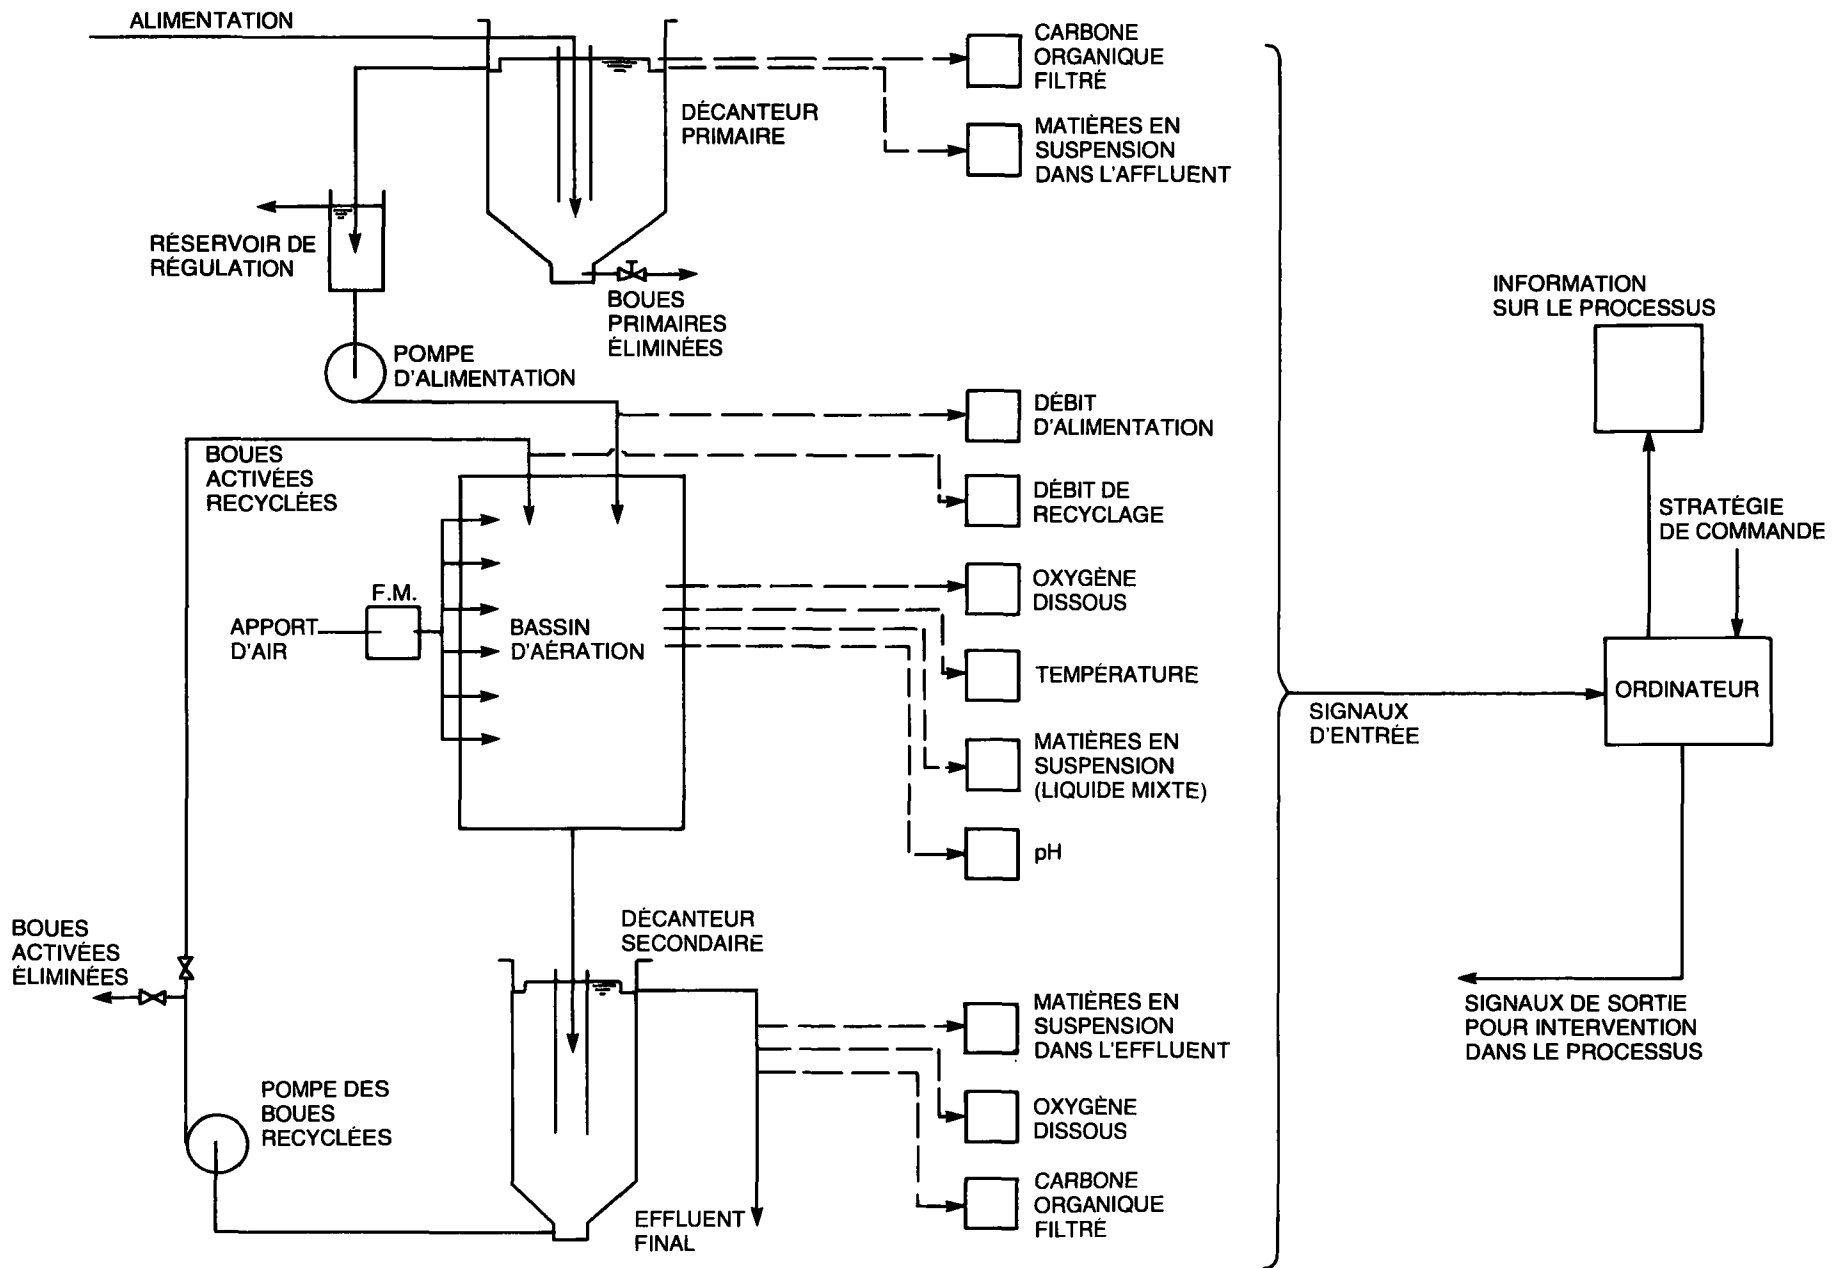 ALIMENTATION
CARBONE
ORGANIQUE
FILTRÉ
DÉCANTEUR
PRIMAIRE
MATIÈRES EN
SUSPENSION
DANS L'AFFLUENT
RÉSERVOIR DE
RÉGULATION
BOUES
PRIMAIRES
ÉLIMINÉES
POMPE
D'ALIMENTATION
DÉBIT
D'ALIMENTATION
BOUES
ACTIVÉES
RECYCLÉES
DÉBIT DE
RECYCLAGE
OXYGÈNE
DISSOUS
F.M.
APPORT
D'AIR
BASSIN
D'AÉRATION
TEMPÉRATURE
MATIÈRES EN
SUSPENSION
(LIQUIDE MIXTE)
pH
BOUES
ACTIVÉES
ÉLIMINÉES
DÉCANTEUR
SECONDAIRE
MATIÈRES EN
SUSPENSION
DANS L'EFFLUENT
POMPE DES
BOUES
RECYCLÉES
OXYGÈNE
DISSOUS
CARBONE
ORGANIQUE
FILTRÉ
EFFLUENT
FINAL
INFORMATION
SUR LE PROCESSUS
STRATÉGIE
DE COMMANDE
ORDINATEUR
SIGNAUX
D'ENTRÉE
SIGNAUX DE SORTIE
POUR INTERVENTION
DANS LE PROCESSUS